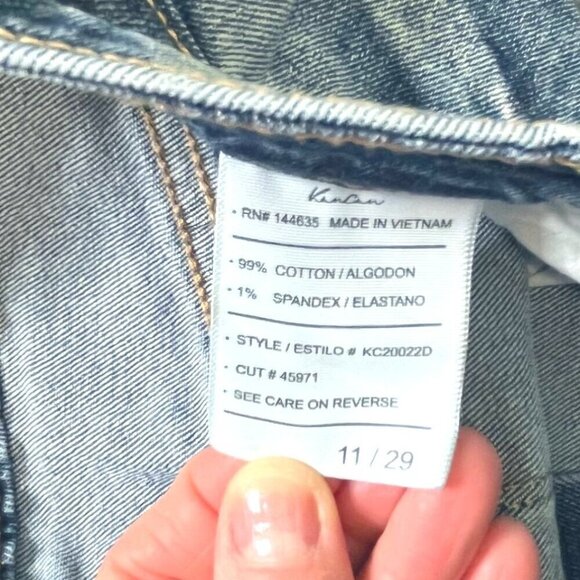 KanCan
· RN# 144635 MADE IN VIETNAM
· 99% COTTON / ALGODON
· 1% SPANDEX / ELASTANO
· STYLE / ESTILO # KC20022D
· CUT # 45971
· SEE CARE ON REVERSE
11 / 29